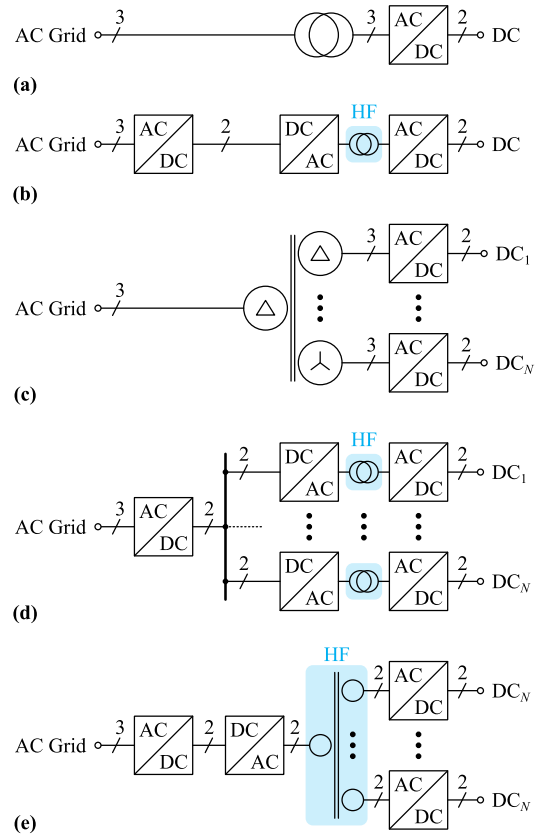 AC Grid 3 3 AC DC 2 DC
(a)
HF
AC Grid 3 AC DC 2 DC AC AC DC 2 DC
(b)
3 AC DC 2 DC1
AC Grid 3
3 AC DC 2 DCN
(c)
HF
2 DC AC AC DC 2 DC1
AC Grid 3 AC DC 2
2 DC AC AC DC 2 DCN
(d)
HF
2 AC DC 2 DCN
AC Grid 3 AC DC 2 DC AC 2
2 AC DC 2 DCN
(e)